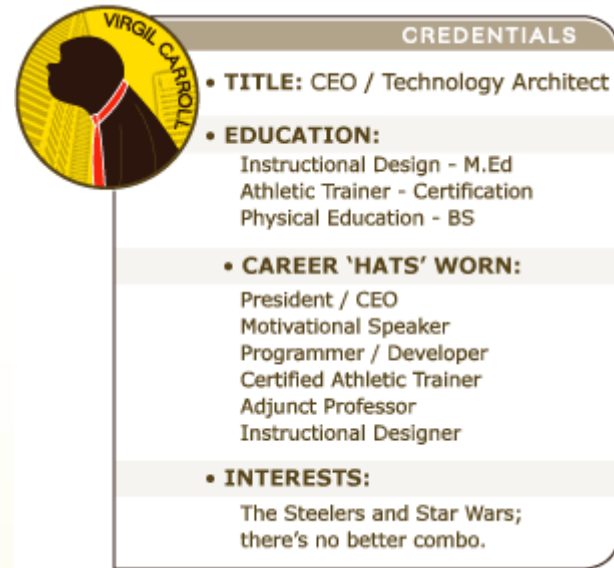 VIRGIL CARROLL
CREDENTIALS
• TITLE: CEO / Technology Architect
• EDUCATION:
Instructional Design - M.Ed
Athletic Trainer - Certification
Physical Education - BS
• CAREER ‘HATS’ WORN:
President / CEO
Motivational Speaker
Programmer / Developer
Certified Athletic Trainer
Adjunct Professor
Instructional Designer
• INTERESTS:
The Steelers and Star Wars;
there's no better combo.